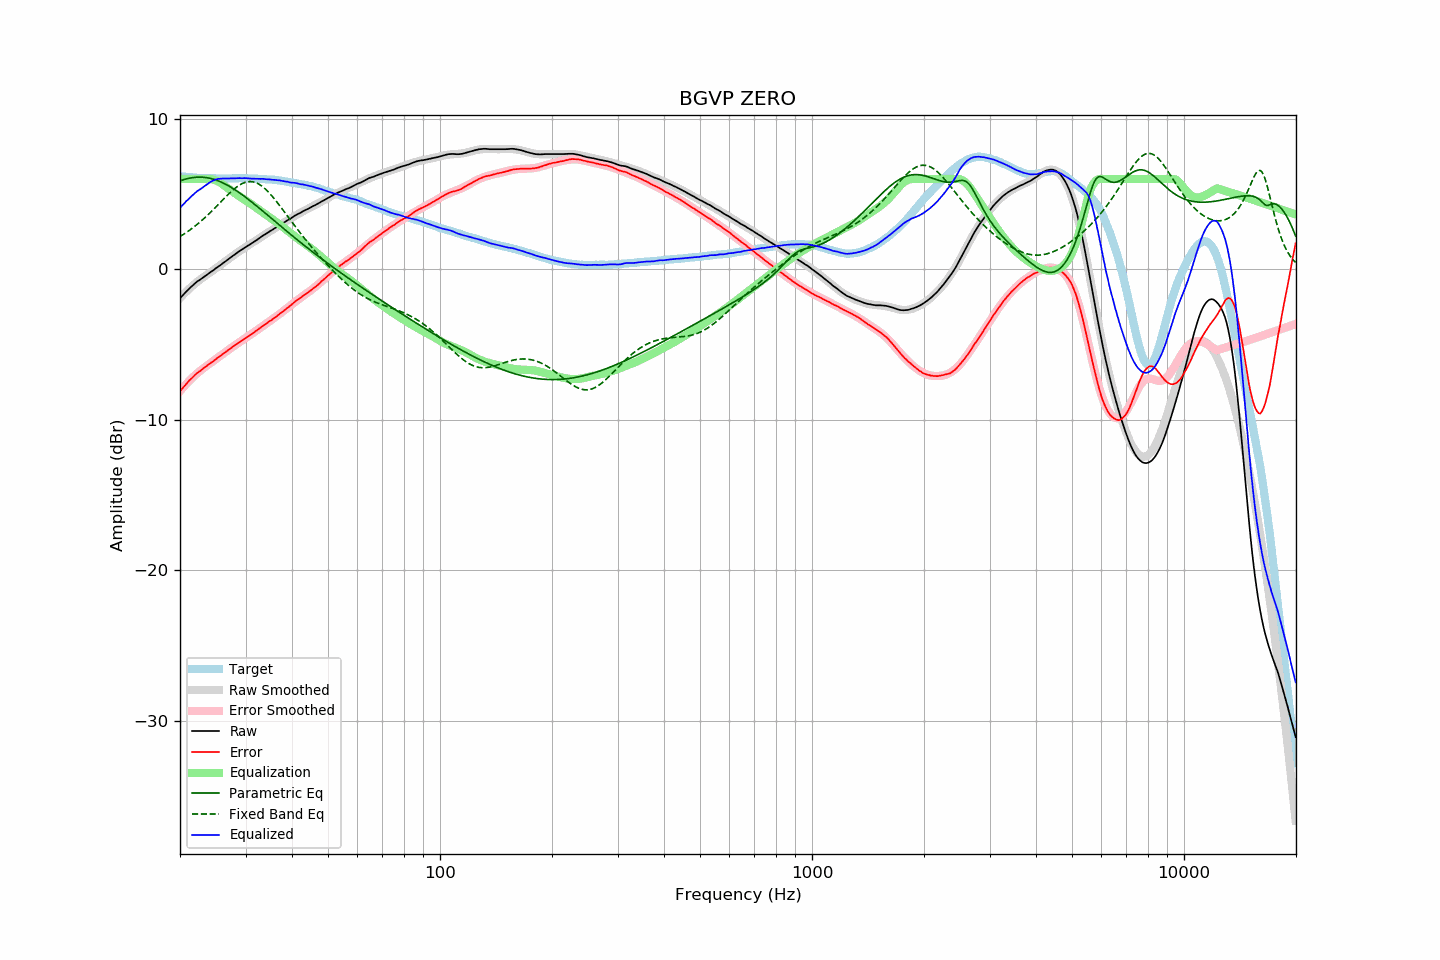 BGVP ZERO
10
0
−10
−20
−30
Amplitude (dBr)
100
1000
10000
Frequency (Hz)
Target
Raw Smoothed
Error Smoothed
Raw
Error
Equalization
Parametric Eq
Fixed Band Eq
Equalized